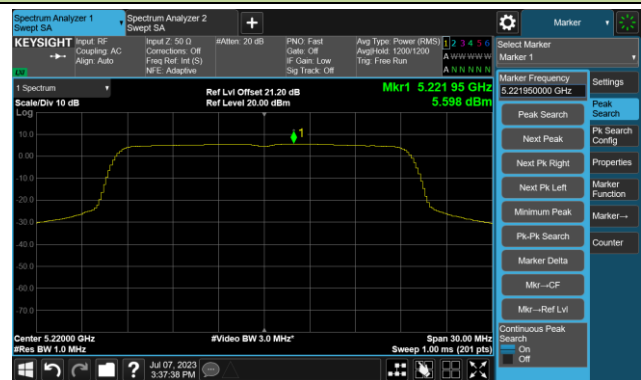 Spectrum Analyzer 1
Swept SA
Spectrum Analyzer 2
Swept SA
+
Marker
KEYSIGHT
Input: RF
Coupling: AC
Align: Auto
Input Z: 50 Ω
Corrections: Off
Freq Ref: Int (S)
NFE: Adaptive
#Atten: 20 dB
PNO: Fast
Gate: Off
IF Gain: Low
Sig Track: Off
Avg Type: Power (RMS)
Avg|Hold: 1200/1200
Trig: Free Run
1 2 3 4 5 6
A W W W W W
A N N N N N
LW
Select Marker
Marker 1
1 Spectrum
Scale/Div 10 dB
Log
Ref Lvl Offset 21.20 dB
Ref Level 20.00 dBm
Mkr1 5.221 95 GHz
5.598 dBm
10.0
0.00
-10.0
-20.0
-30.0
-40.0
-50.0
-60.0
-70.0
1
Center 5.22000 GHz
#Res BW 1.0 MHz
#Video BW 3.0 MHz*
Span 30.00 MHz
Sweep 1.00 ms (201 pts)
Marker Frequency
5.221950000 GHz
Peak Search
Next Peak
Next Pk Right
Next Pk Left
Minimum Peak
Pk-Pk Search
Marker Delta
Mkr→CF
Mkr→Ref Lvl
Continuous Peak
Search
On
Off
Settings
Peak
Search
Pk Search
Config
Properties
Marker
Function
Marker→
Counter
?
Jul 07, 2023
3:37:38 PM